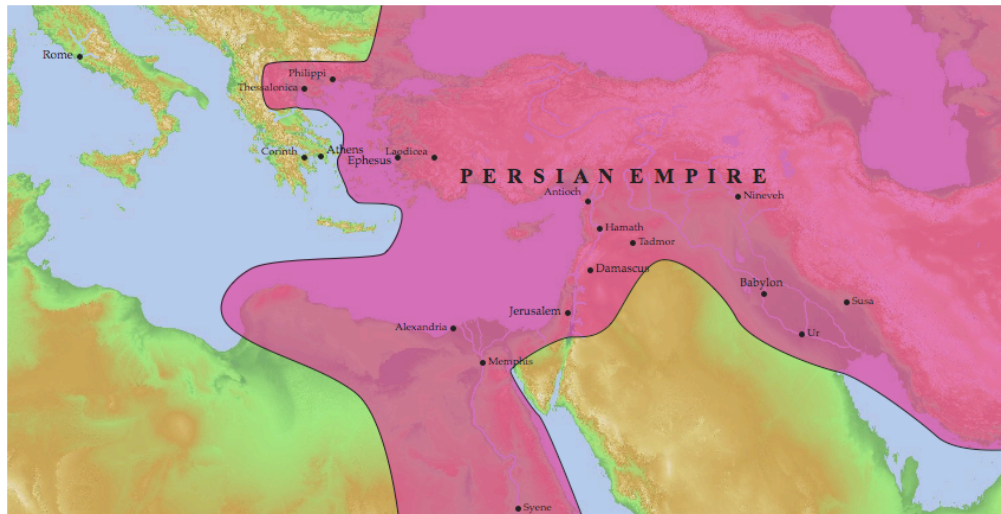 Rome
Philippi
Thessalonica
Corinth
Athens
Ephesus
Laodicea
PERSIAN EMPIRE
Antioch
Nineveh
Hamath
Tadmor
Damascus
Babylon
Susa
Jerusalem
Alexandria
Ur
Memphis
Syene